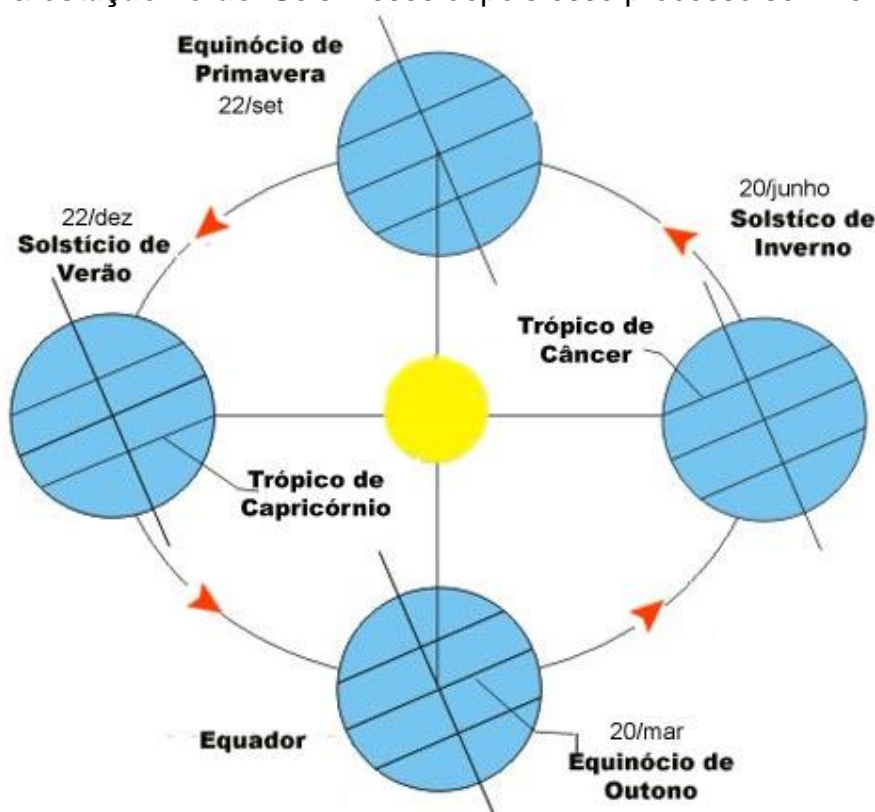 Equinócio de
Primavera
22/set
20/junho
Solstíco de
Inverno
22/dez
Solstício de
Verão
Trópico de
Câncer
Trópico de
Capricórnio
Equador
20/mar
Equinócio de
Outono